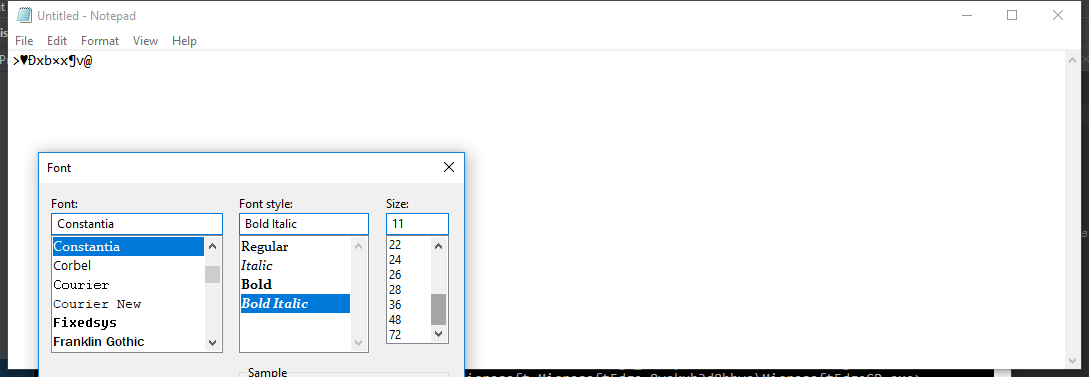 Untitled - Notepad
File Edit Format View Help
>♥Ðxb×x¶v@
Font
Font: Font style: Size:
Constantia Bold Italic 11
Constantia Regular 22
Corbel Italic 24
Courier Bold 26
Courier New Bold Italic 28
Fixedsys 36
Franklin Gothic 48
72
Sample